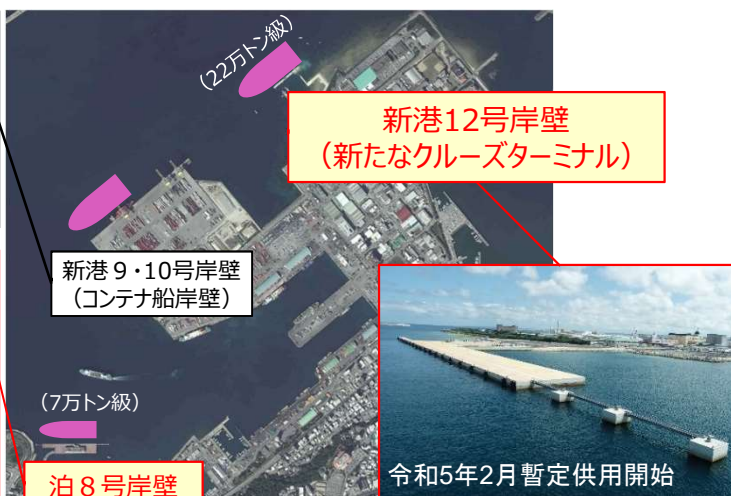 (22万トン級)
新港12号岸壁
（新たなクルーズターミナル）
新港９・10号岸壁
（コンテナ船岸壁）
(7万トン級)
泊８号岸壁
令和5年2月暫定供用開始